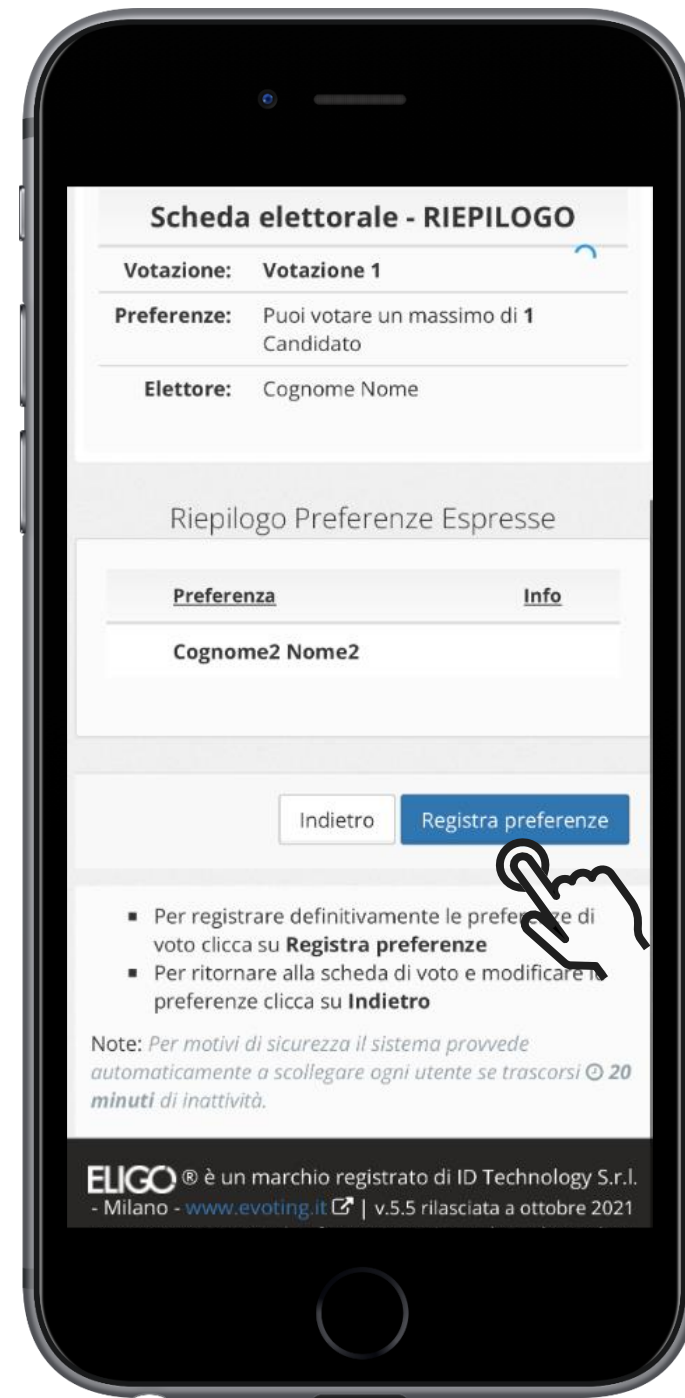 Scheda elettorale - RIEPILOGO
Votazione: Votazione 1
Preferenze: Puoi votare un massimo di 1
Candidato
Elettore: Cognome Nome
Riepilogo Preferenze Espresse
Preferenza Info
Cognome2 Nome2
Indietro Registra preferenze
▪ Per registrare definitivamente le preferenze di
voto clicca su Registra preferenze
▪ Per ritornare alla scheda di voto e modificare le
preferenze clicca su Indietro
Note: Per motivi di sicurezza il sistema provvede
automaticamente a scollegare ogni utente se trascorsi 20
minuti di inattività.
ELIGO ® è un marchio registrato di ID Technology S.r.l.
- Milano - www.evoting.it | v.5.5 rilasciata a ottobre 2021